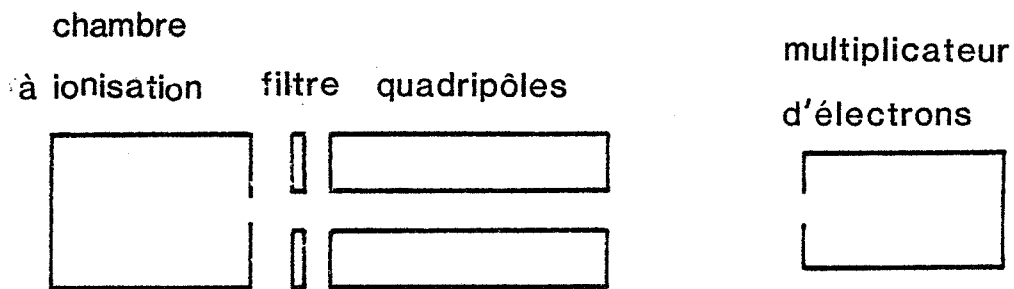 chambre
à ionisation
filtre
quadripôles
multiplicateur
d'électrons